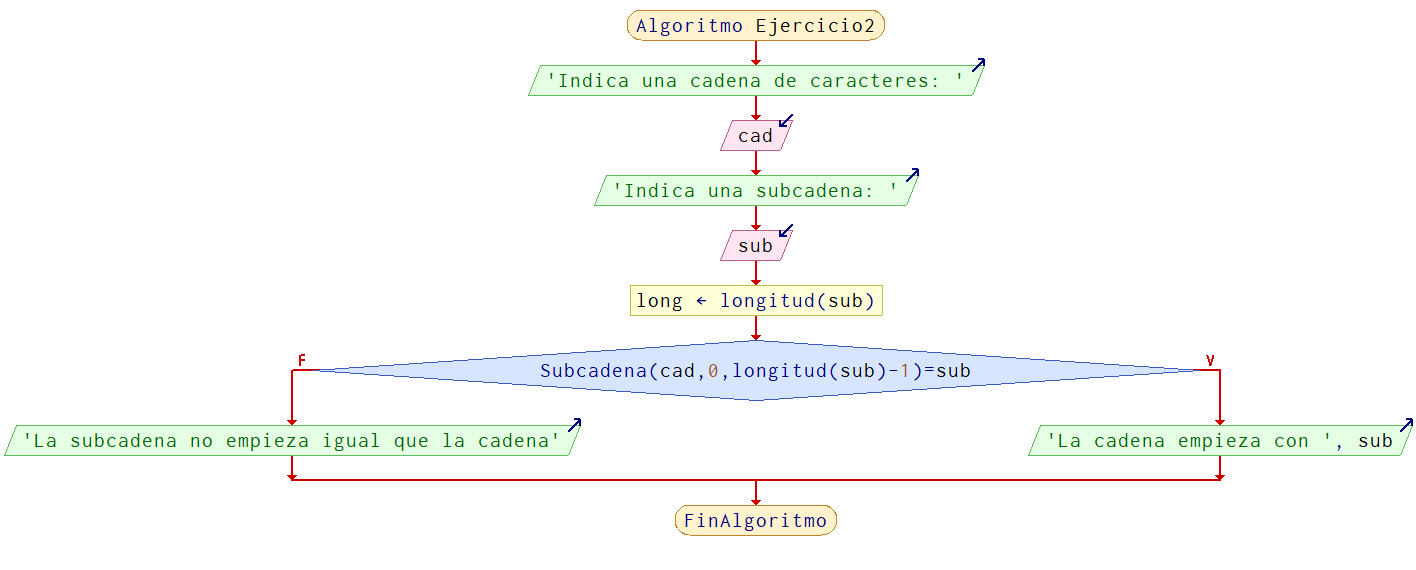 Algoritmo Ejercicio2
'Indica una cadena de caracteres: '
cad
'Indica una subcadena: '
sub
long ← longitud(sub)
Subcadena(cad,0,longitud(sub)-1)=sub
F
V
'La subcadena no empieza igual que la cadena'
'La cadena empieza con ', sub
FinAlgoritmo